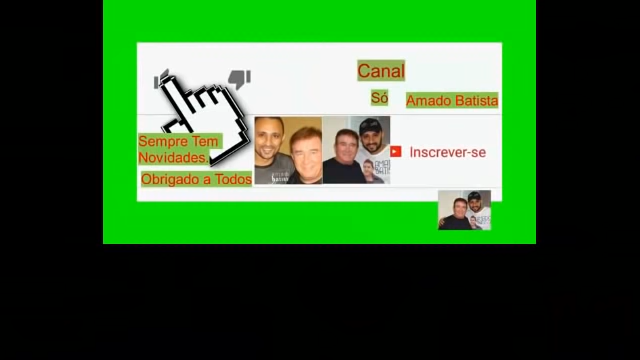 Canal
Só
Amado Batista
Sempre Tem
Novidades.
Inscrever-se
Obrigado a Todos